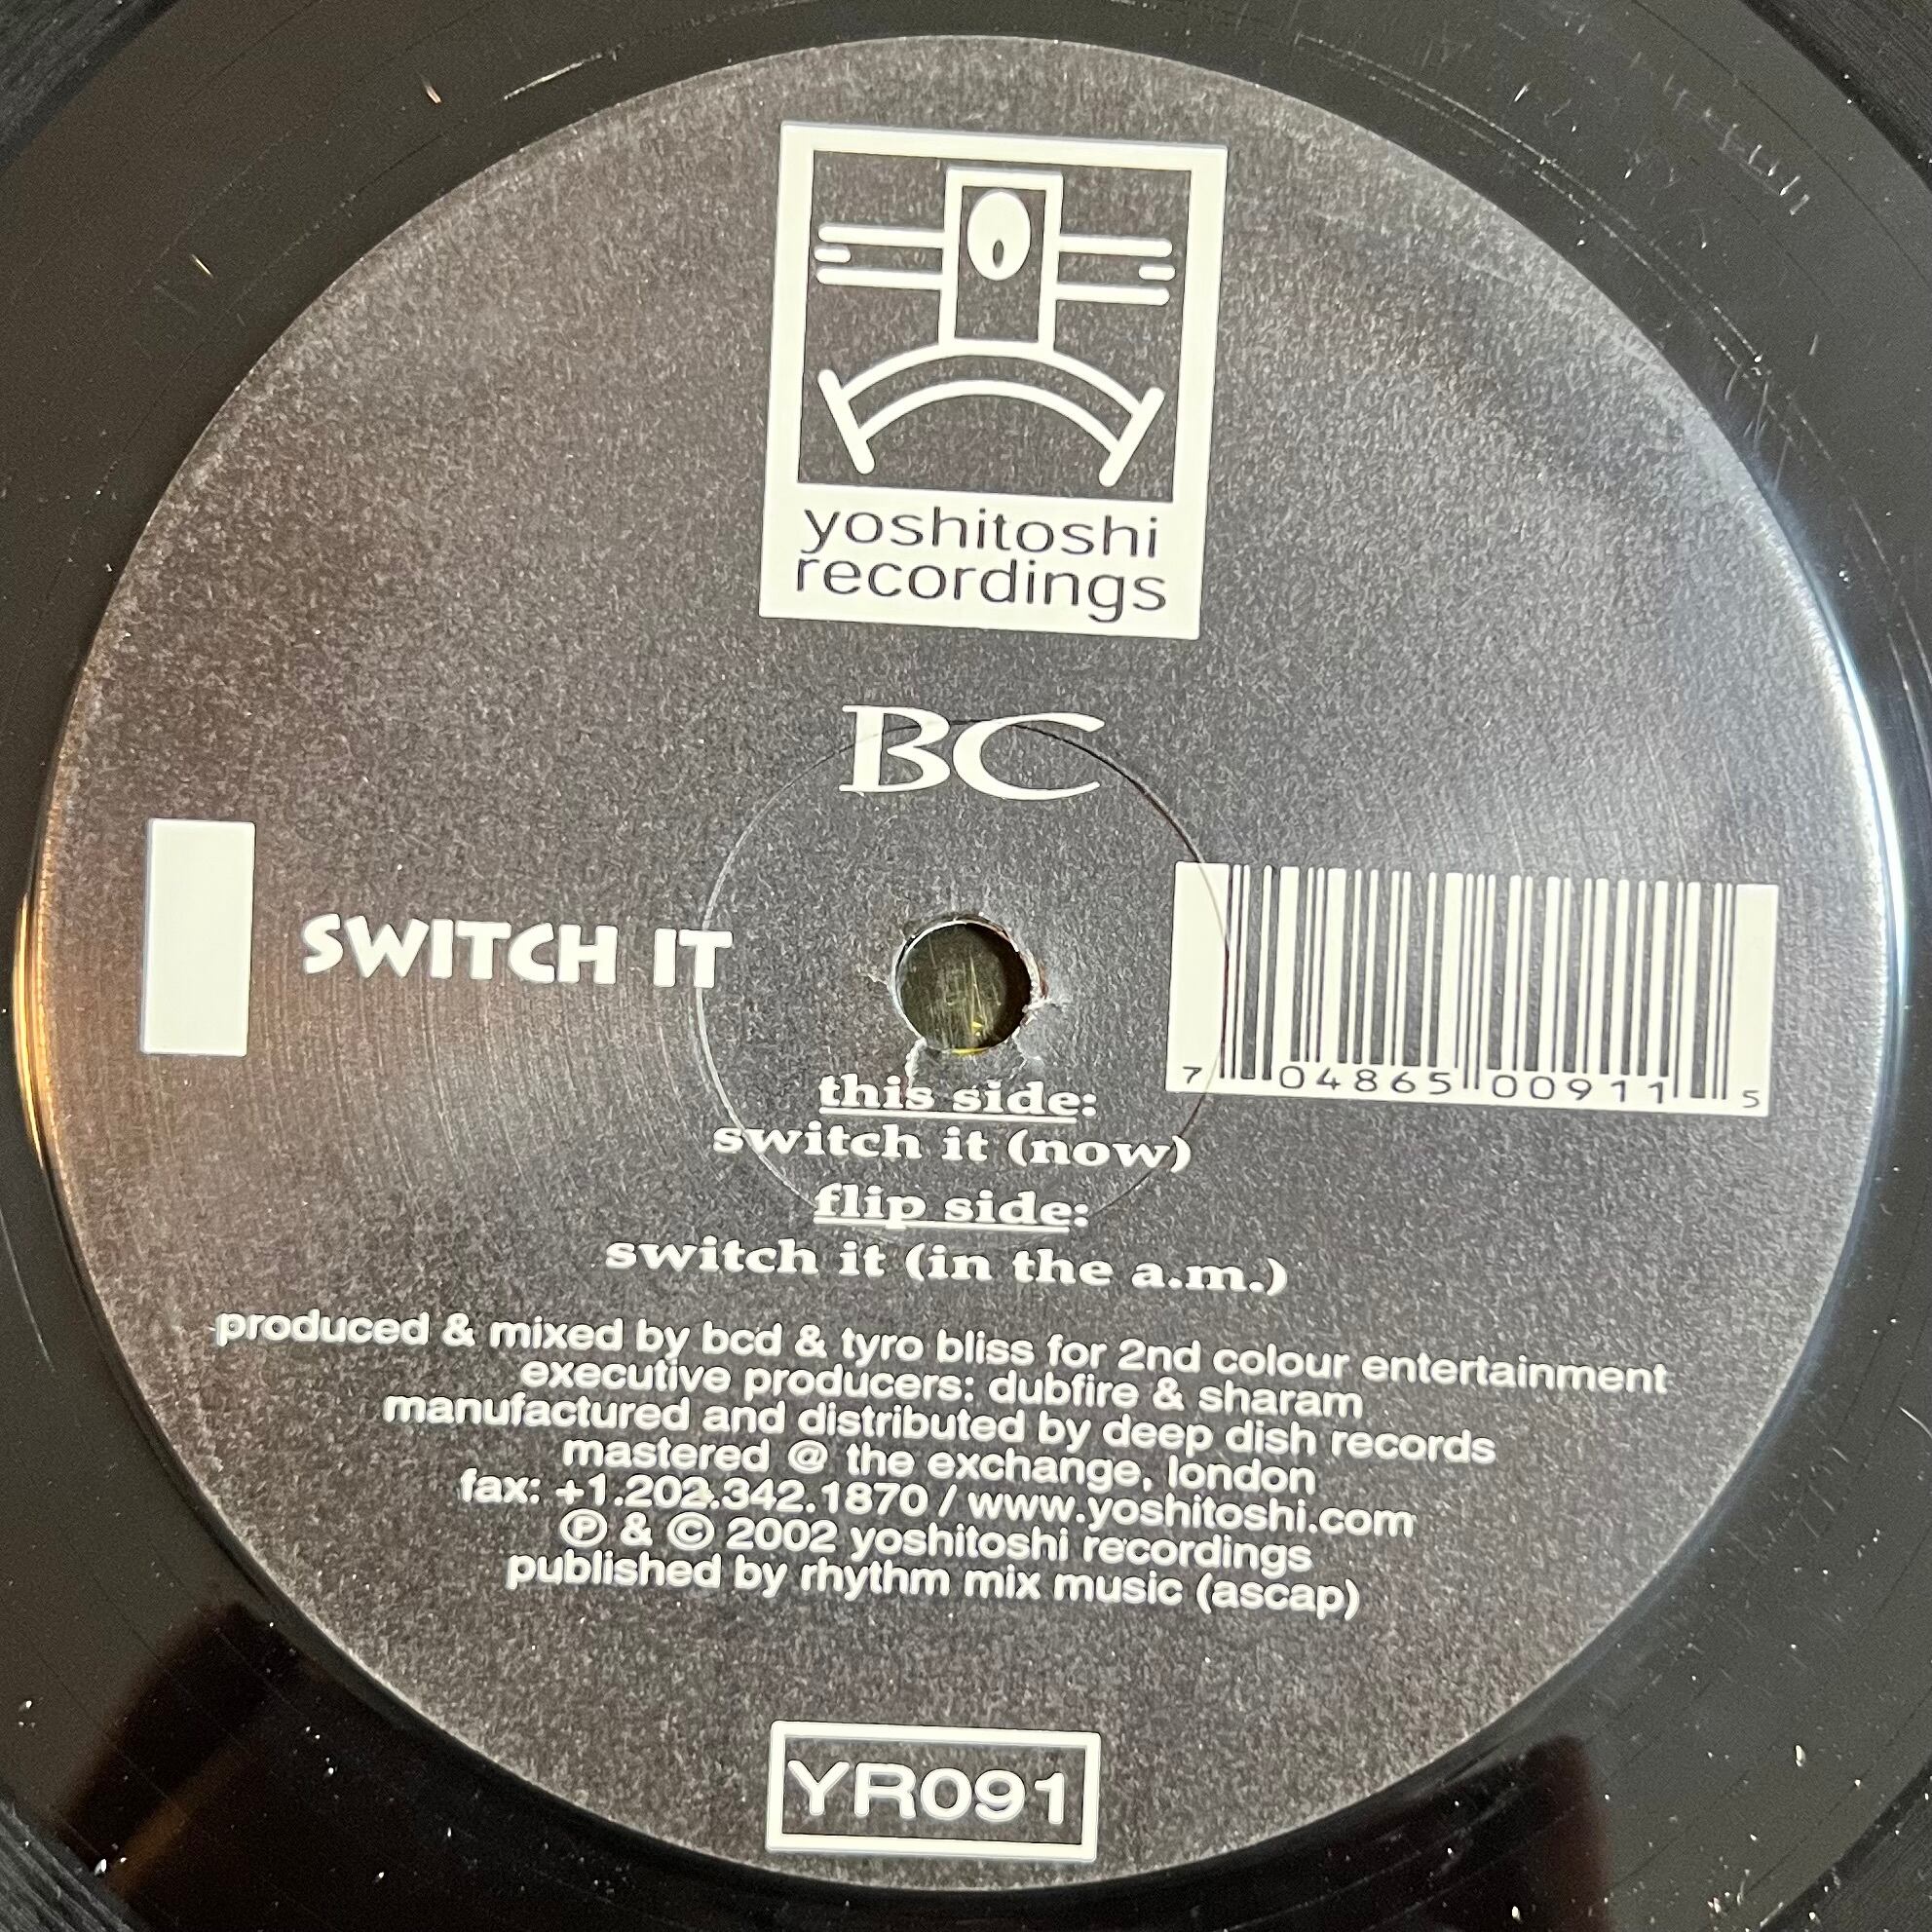 yoshitoshi
recordings
BC
SWITCH IT
7 04865 00911 5
this side:
switch it (now)
flip side:
switch it (in the a.m.)
produced & mixed by bcd & tyro bliss for 2nd colour entertainment
executive producers: dubfire & sharam
manufactured and distributed by deep dish records
mastered @ the exchange, london
fax: +1.202.342.1870 / www.yoshitoshi.com
℗ & © 2002 yoshitoshi recordings
published by rhythm mix music (ascap)
YR091